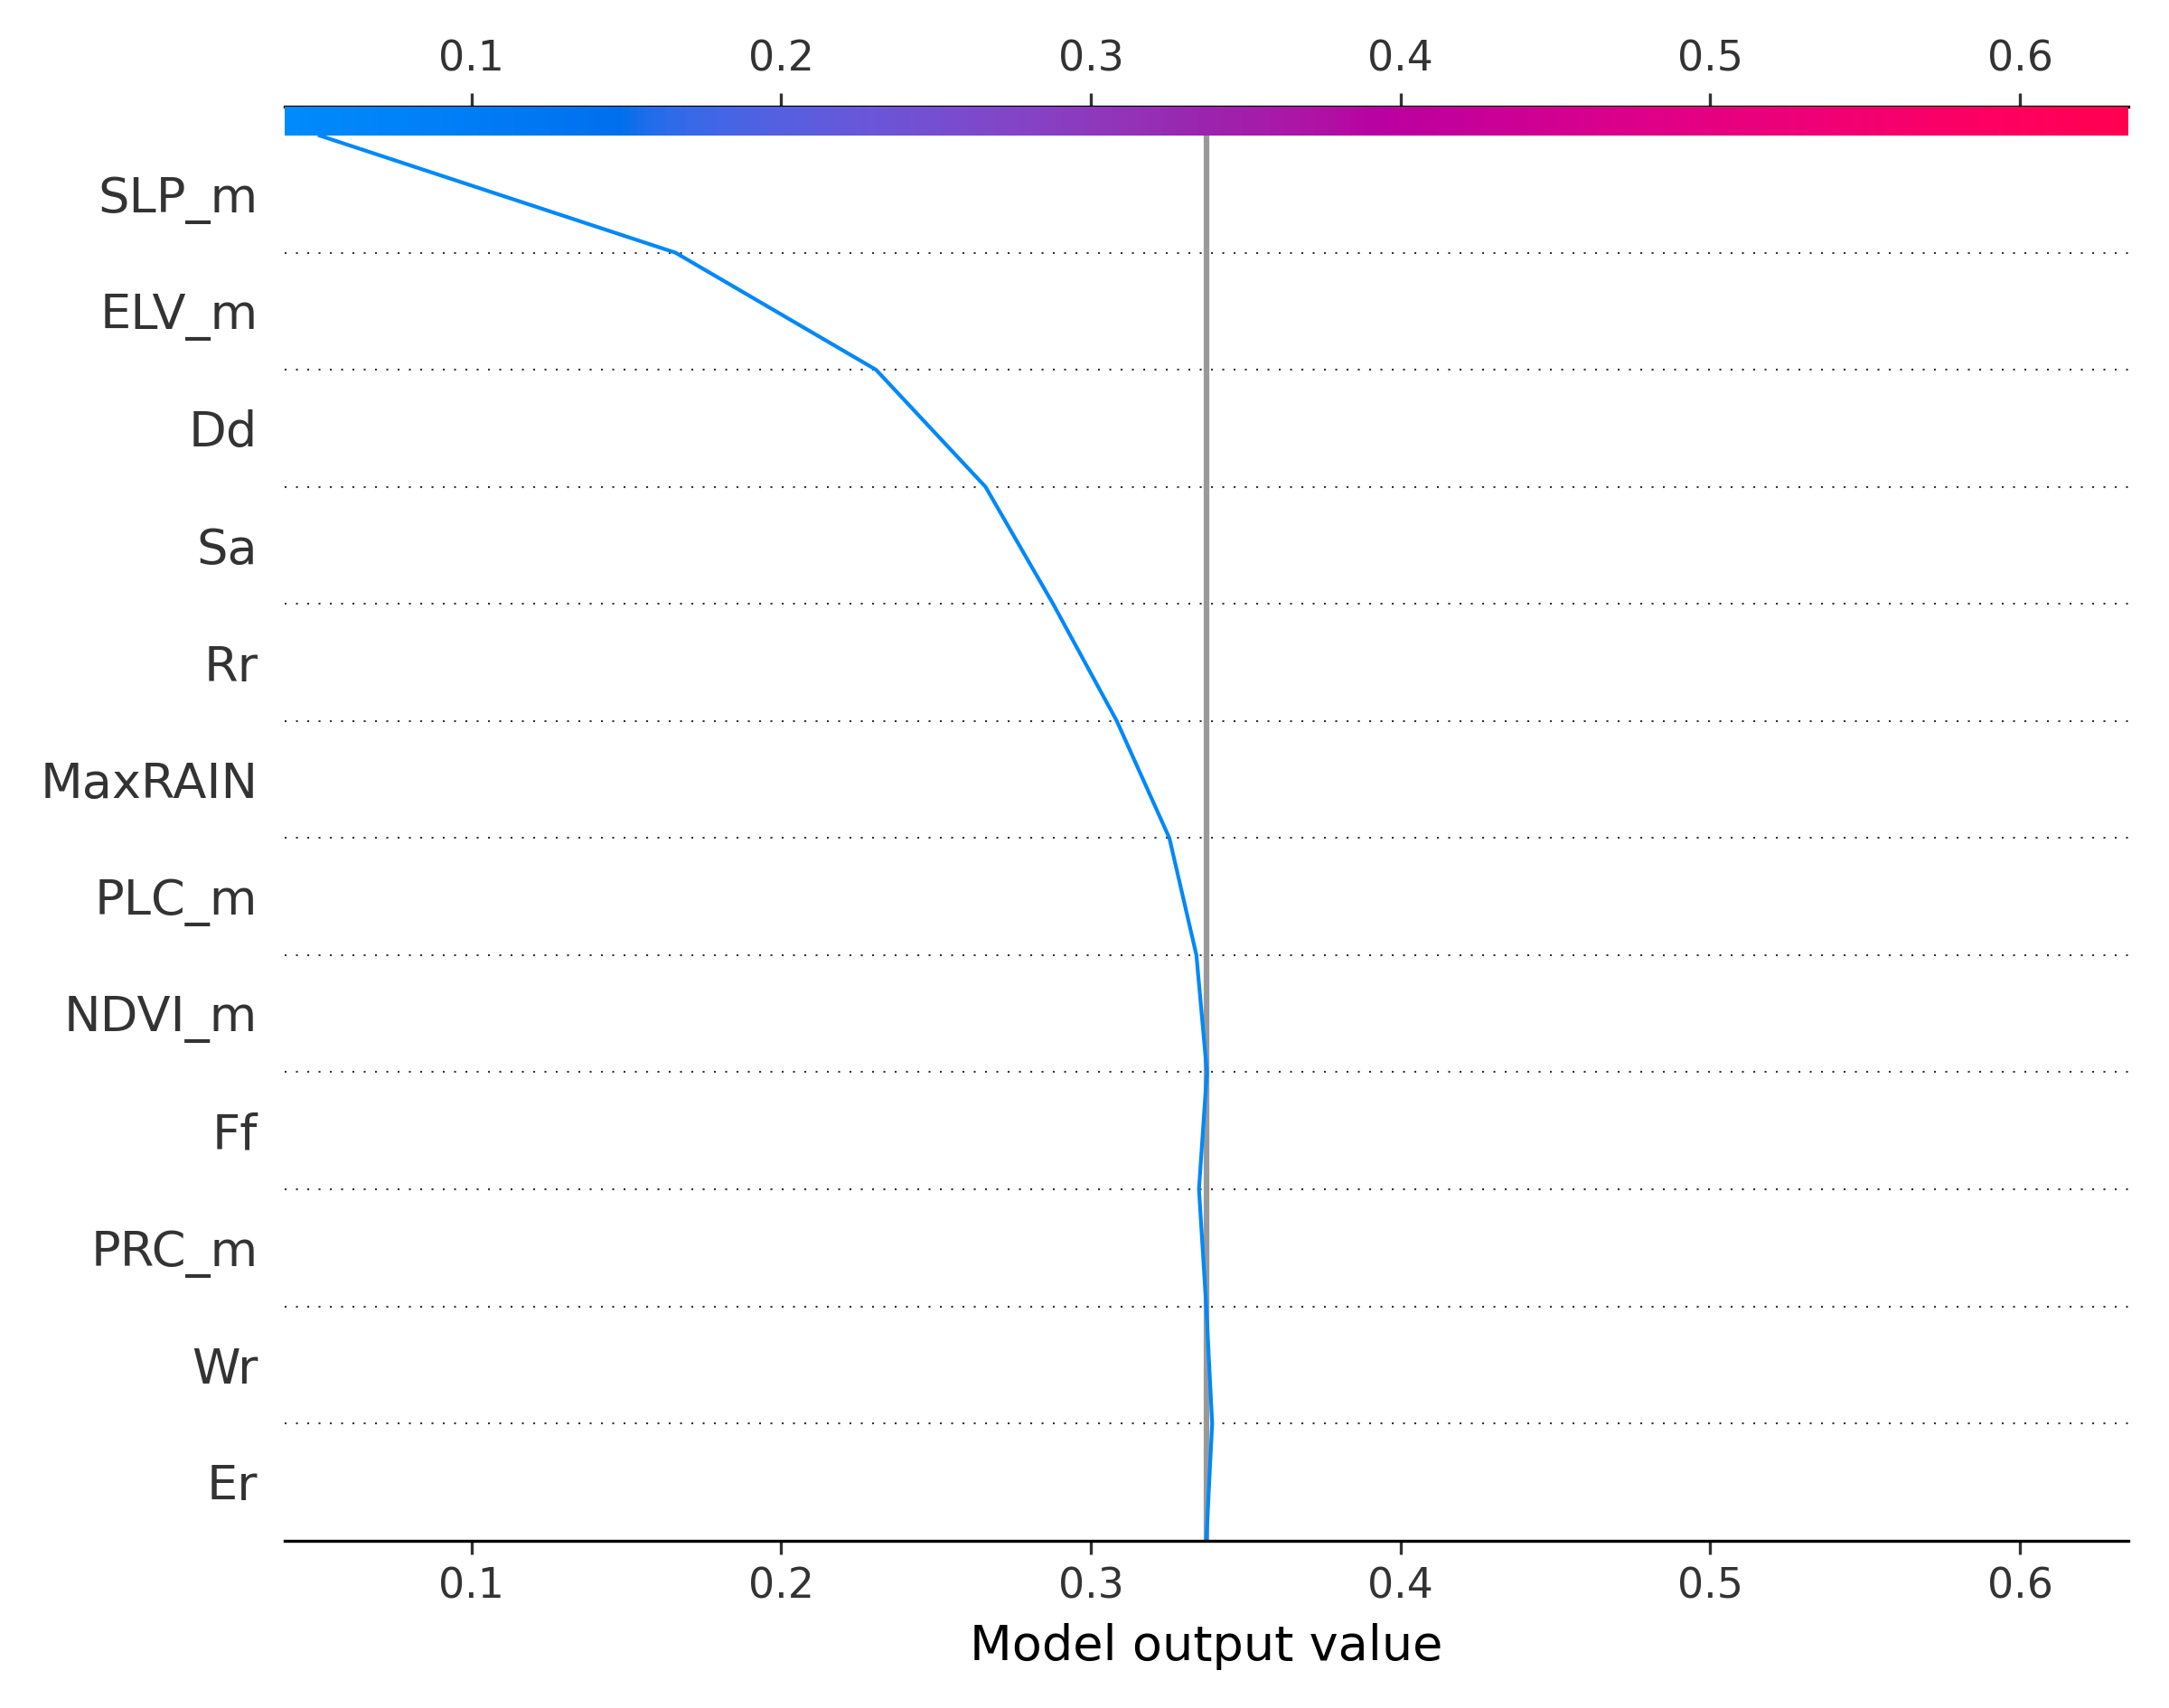 0.1 0.2 0.3 0.4 0.5 0.6
SLP_m
ELV_m
Dd
Sa
Rr
MaxRAIN
PLC_m
NDVI_m
Ff
PRC_m
Wr
Er
0.1 0.2 0.3 0.4 0.5 0.6
Model output value